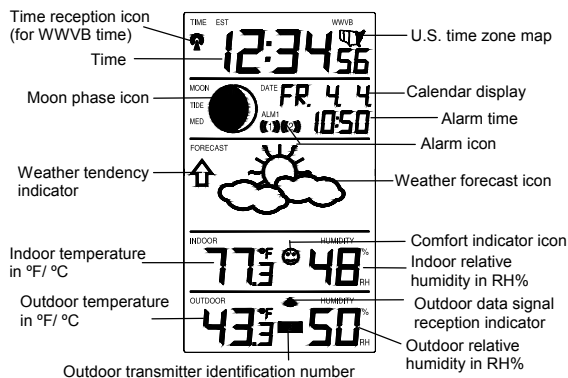 Time reception icon
(for WWVB time)
Time
Moon phase icon
Weather tendency
indicator
Indoor temperature
in ºF/ ºC
Outdoor temperature
in ºF/ ºC
TIME EST WWVB
12:34 56
MOON
TIDE
MED
DATE FR. 4. 4.
ALM1
(1) (2) 10:50
FORECAST
INDOOR HUMIDITY
77.3 ºF 48 % RH
OUTDOOR HUMIDITY
43.3 ºF 50 % RH
U.S. time zone map
Calendar display
Alarm time
Alarm icon
Weather forecast icon
Comfort indicator icon
Indoor relative
humidity in RH%
Outdoor data signal
reception indicator
Outdoor relative
humidity in RH%
Outdoor transmitter identification number